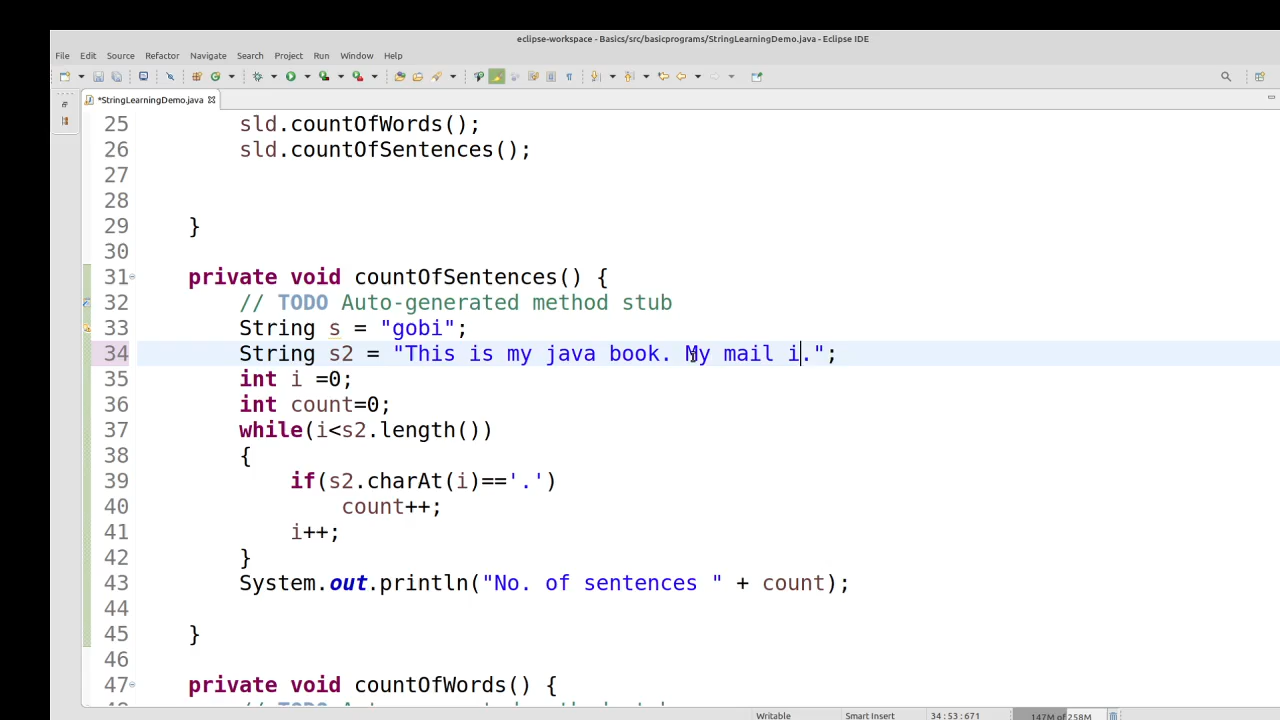 eclipse-workspace - Basics/src/basicprograms/StringLearningDemo.java - Eclipse IDE
File Edit Source Refactor Navigate Search Project Run Window Help
*StringLearningDemo.java
25 sld.countOfWords();
26 sld.countOfSentences();
27
28
29 }
30
31 private void countOfSentences() {
32 // TODO Auto-generated method stub
33 String s = "gobi";
34 String s2 = "This is my java book. My mail i.";
35 int i =0;
36 int count=0;
37 while(i<s2.length())
38 {
39 if(s2.charAt(i)=='.')
40 count++;
41 i++;
42 }
43 System.out.println("No. of sentences " + count);
44
45 }
46
47 private void countOfWords() {
Writable Smart Insert 34 : 53 : 671 147M of 258M